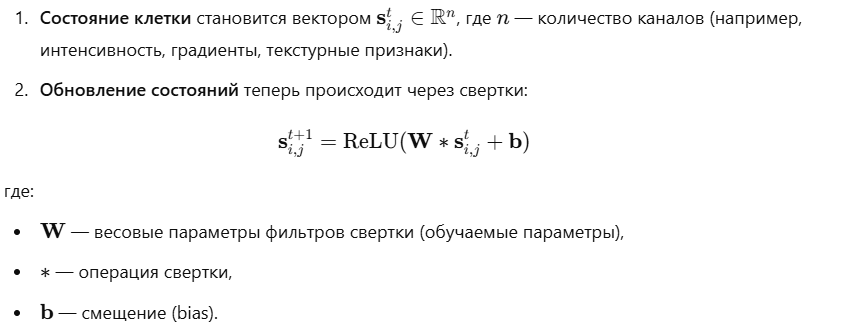 1. Состояние клетки становится вектором $\mathbf{s}_{i,j}^{t} \in \mathbb{R}^{n}$, где $n$ — количество каналов (например,
интенсивность, градиенты, текстурные признаки).
2. Обновление состояний теперь происходит через свертки:
$\mathbf{s}_{i,j}^{t+1} = \mathrm{ReLU}(\mathbf{W} * \mathbf{s}_{i,j}^{t} + \mathbf{b})$
где:
• $\mathbf{W}$ — весовые параметры фильтров свертки (обучаемые параметры),
• $*$ — операция свертки,
• $\mathbf{b}$ — смещение (bias).